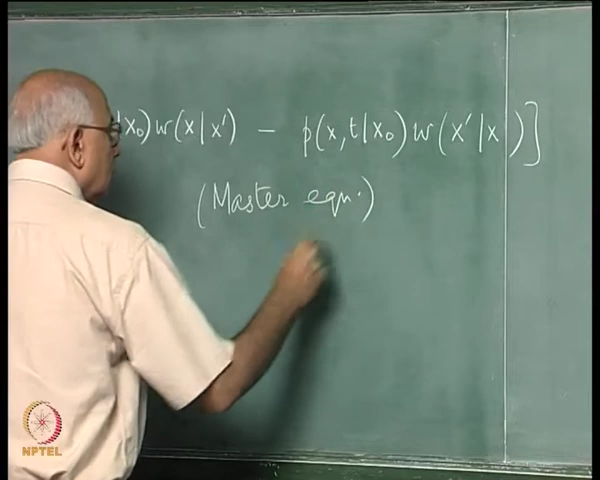 |x₀) w(x|x′) − p(x,t|x₀) w(x′|x)]
(Master eqn.)
NPTEL